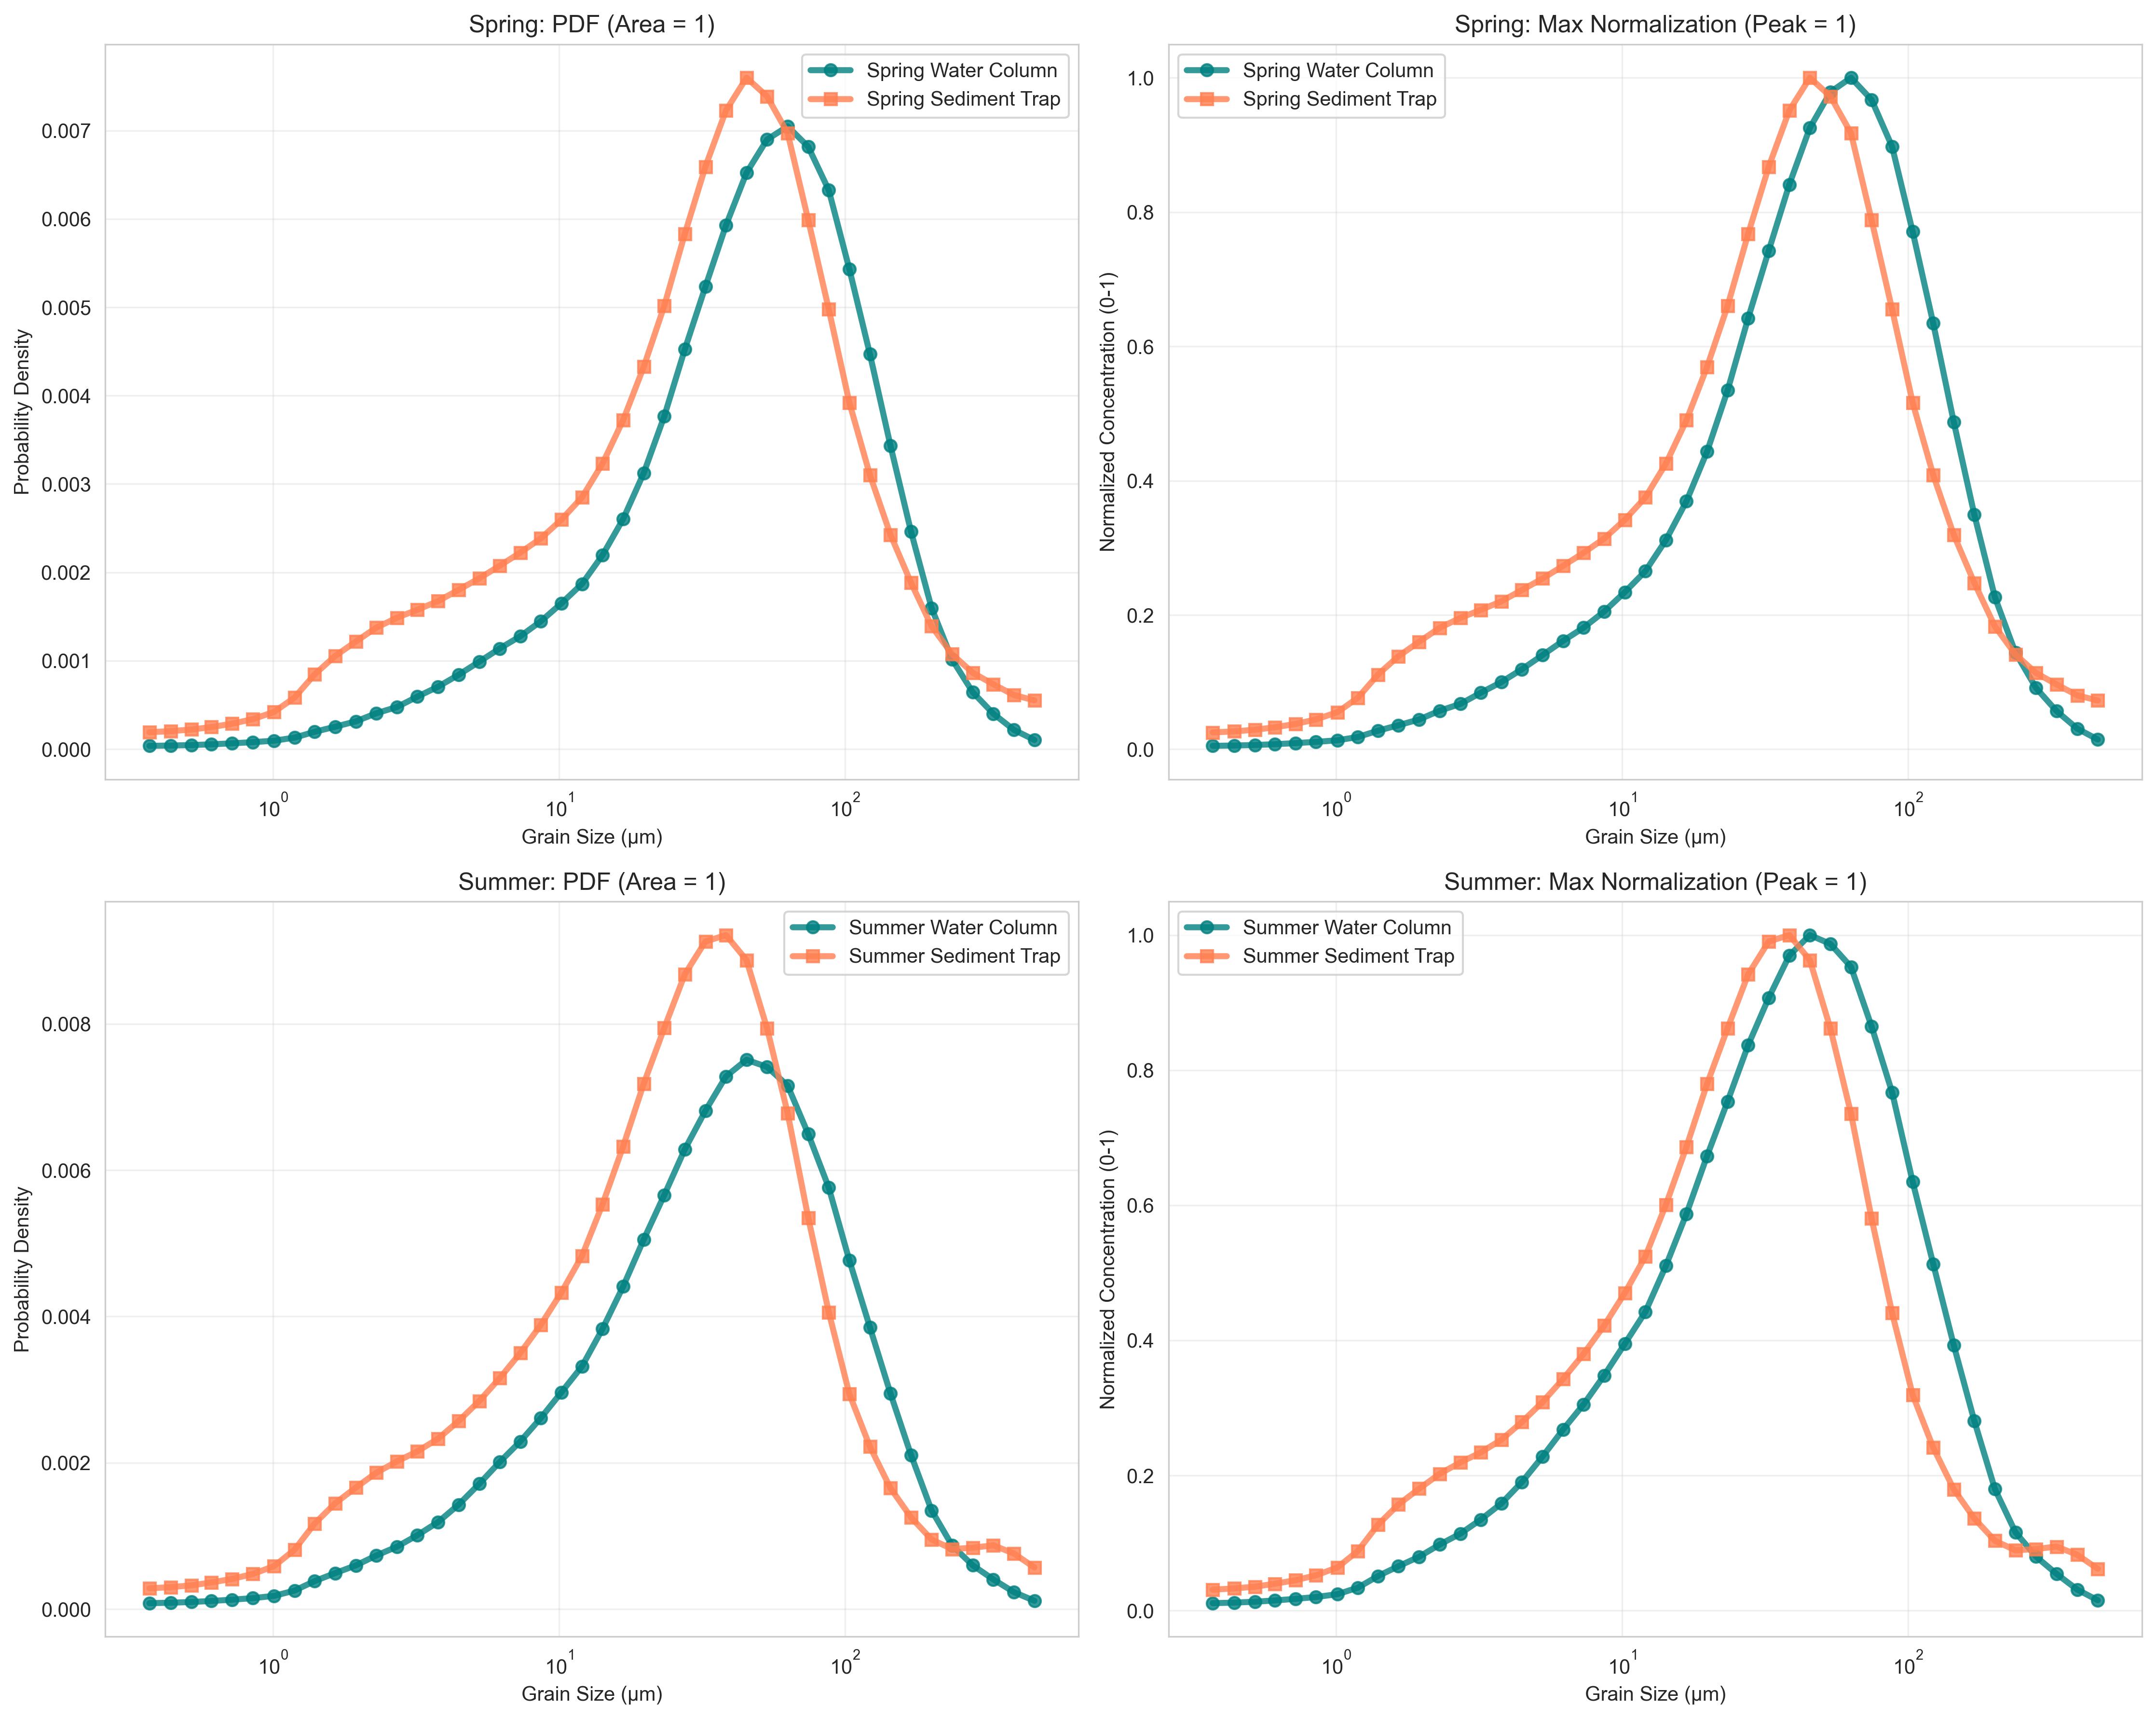 Spring: PDF (Area = 1)
Spring Water Column
Spring Sediment Trap
Probability Density
0.007
0.006
0.005
0.004
0.003
0.002
0.001
0.000
10⁰ 10¹ 10²
Grain Size (μm)
Spring: Max Normalization (Peak = 1)
Spring Water Column
Spring Sediment Trap
Normalized Concentration (0-1)
1.0
0.8
0.6
0.4
0.2
0.0
10⁰ 10¹ 10²
Grain Size (μm)
Summer: PDF (Area = 1)
Summer Water Column
Summer Sediment Trap
Probability Density
0.008
0.006
0.004
0.002
0.000
10⁰ 10¹ 10²
Grain Size (μm)
Summer: Max Normalization (Peak = 1)
Summer Water Column
Summer Sediment Trap
Normalized Concentration (0-1)
1.0
0.8
0.6
0.4
0.2
0.0
10⁰ 10¹ 10²
Grain Size (μm)